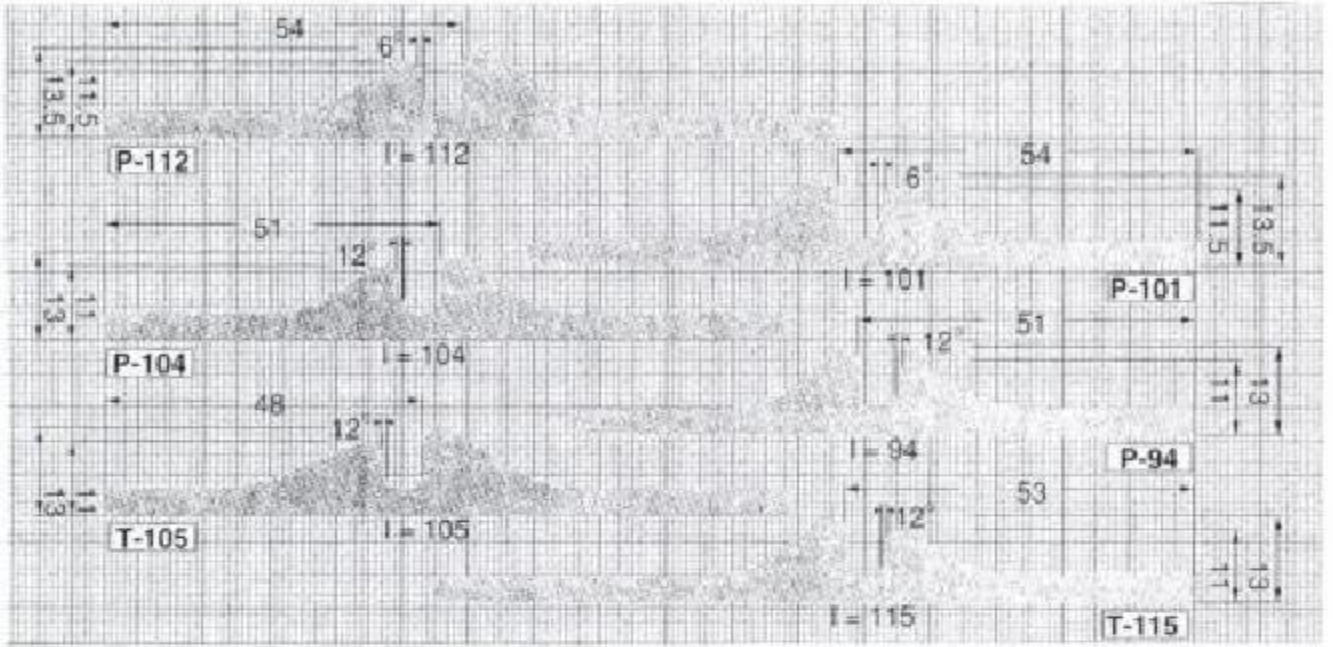 54
6°
13.5
11.5
P-112
I = 112
54
6°
11.5
13.5
I = 101
P-101
51
12°
13
11
P-104
I = 104
51
12°
11
13
I = 94
P-94
48
12°
13
11
T-105
I = 105
53
12°
11
13
I = 115
T-115